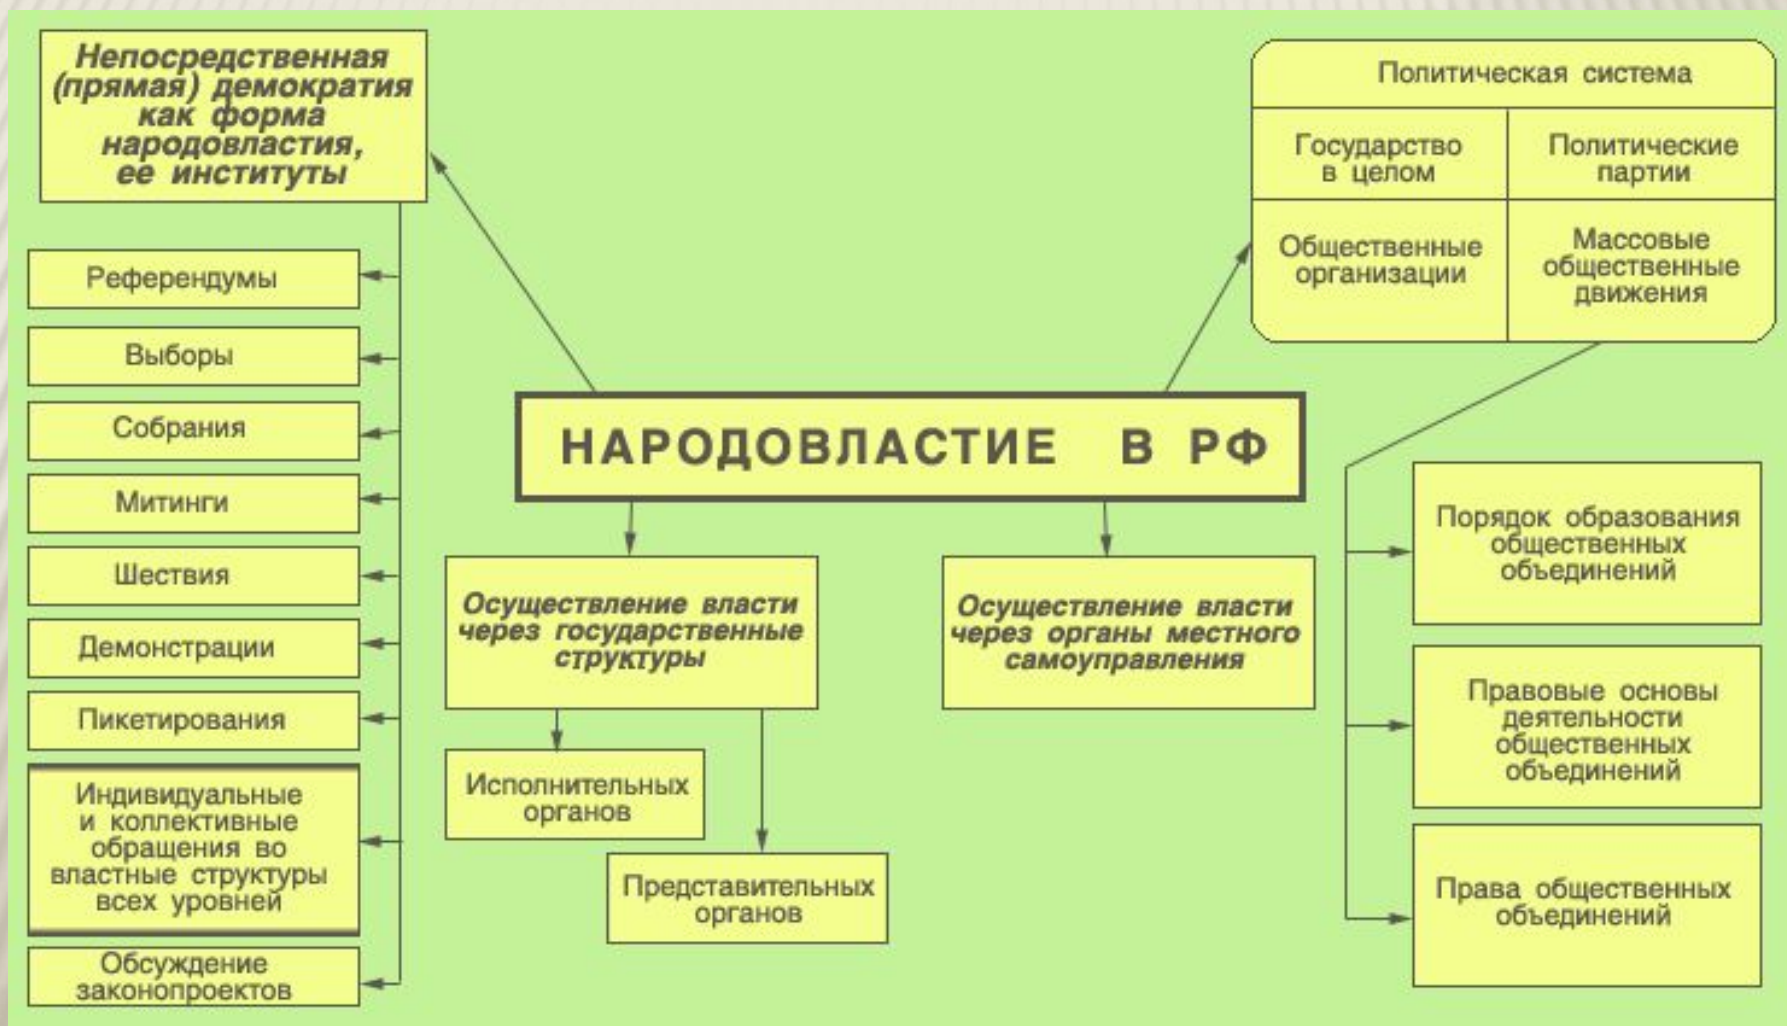 Непосредственная
(прямая) демократия
как форма
народовластия,
ее институты
Референдумы
Выборы
Собрания
Митинги
Шествия
Демонстрации
Пикетирования
Индивидуальные
и коллективные
обращения во
властные структуры
всех уровней
Обсуждение
законопроектов
НАРОДОВЛАСТИЕ В РФ
Осуществление власти
через государственные
структуры
Исполнительных
органов
Представительных
органов
Осуществление власти
через органы местного
самоуправления
Политическая система
Государство
в целом
Политические
партии
Общественные
организации
Массовые
общественные
движения
Порядок образования
общественных
объединений
Правовые основы
деятельности
общественных
объединений
Права общественных
объединений